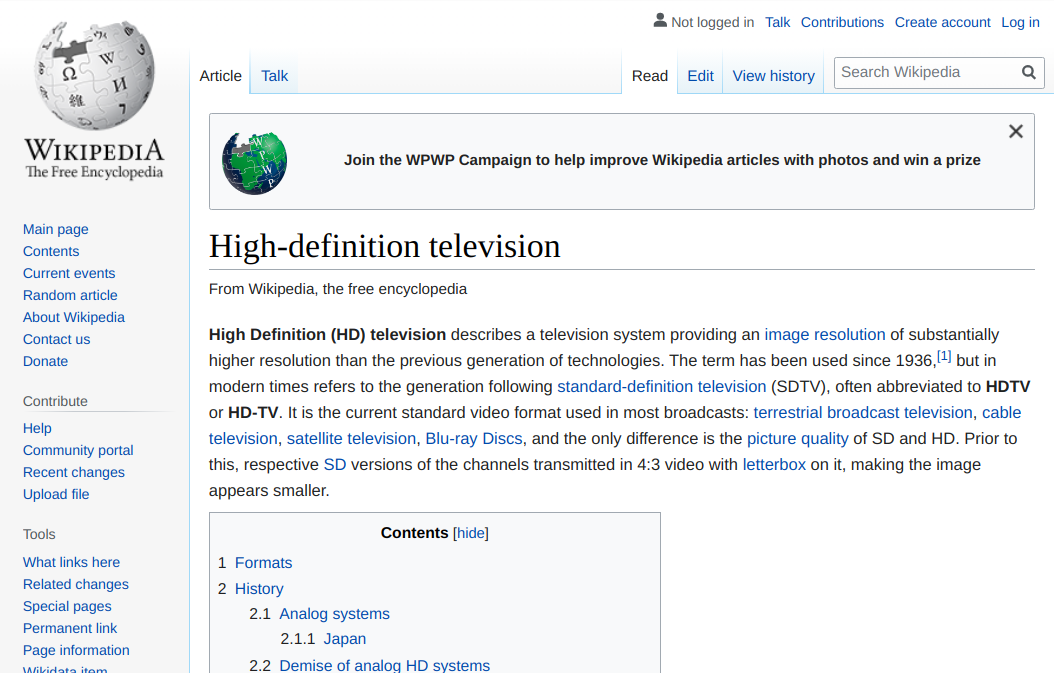 Not logged in Talk Contributions Create account Log in
Article Talk Read Edit View history Search Wikipedia
WIKIPEDIA
The Free Encyclopedia
Main page
Contents
Current events
Random article
About Wikipedia
Contact us
Donate
Contribute
Help
Community portal
Recent changes
Upload file
Tools
What links here
Related changes
Special pages
Permanent link
Page information
Wikidata item
Join the WPWP Campaign to help improve Wikipedia articles with photos and win a prize
High-definition television
From Wikipedia, the free encyclopedia
High Definition (HD) television describes a television system providing an image resolution of substantially
higher resolution than the previous generation of technologies. The term has been used since 1936,[1] but in
modern times refers to the generation following standard-definition television (SDTV), often abbreviated to HDTV
or HD-TV. It is the current standard video format used in most broadcasts: terrestrial broadcast television, cable
television, satellite television, Blu-ray Discs, and the only difference is the picture quality of SD and HD. Prior to
this, respective SD versions of the channels transmitted in 4:3 video with letterbox on it, making the image
appears smaller.
Contents [hide]
1 Formats
2 History
2.1 Analog systems
2.1.1 Japan
2.2 Demise of analog HD systems